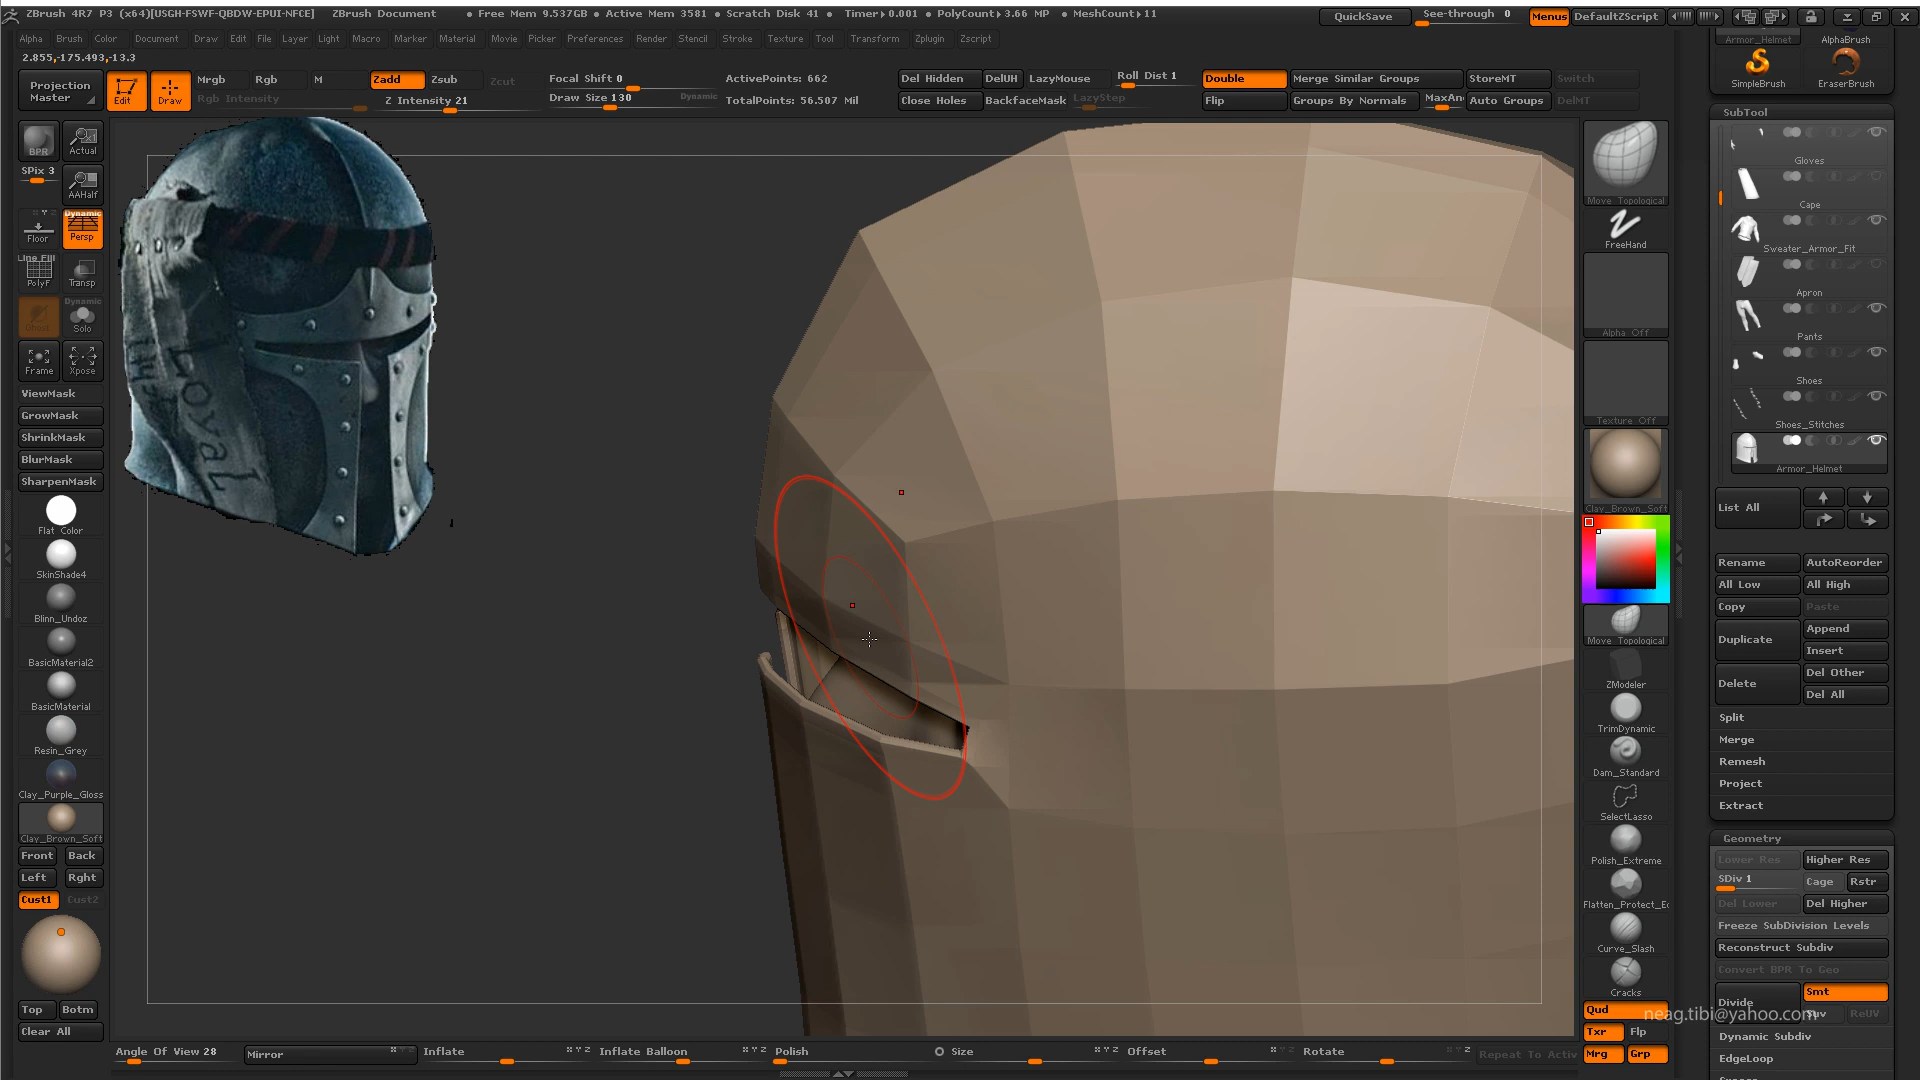 ZBrush 4R7 P3 (x64)[USGH-FSWF-QBDW-EPUI-NFCE] ZBrush Document • Free Mem 9.537GB • Active Mem 3581 • Scratch Disk 41 • Timer▸0.001 • PolyCount▸3.66 MP • MeshCount▸11 QuickSave See-through 0 Menus DefaultZScript
Alpha Brush Color Document Draw Edit File Layer Light Macro Marker Material Movie Picker Preferences Render Stencil Stroke Texture Tool Transform Zplugin Zscript
2.855,-175.493,-13.3
Projection Master
Edit
Draw
Mrgb Rgb M Zadd Zsub Zcut
Rgb Intensity Z Intensity 21
Focal Shift 0
Draw Size 130 Dynamic
ActivePoints: 662
TotalPoints: 56.507 Mil
Del Hidden DelUH LazyMouse Roll Dist 1
Close Holes BackfaceMask LazyStep
Double Merge Similar Groups StoreMT Switch
Flip Groups By Normals MaxAn Auto Groups DelMT
BPR
Actual
SPix 3
AAHalf
Floor
Dynamic
Persp
Line Fill
PolyF
Transp
Ghost
Dynamic
Solo
Frame
Xpose
ViewMask
GrowMask
ShrinkMask
BlurMask
SharpenMask
Flat Color
SkinShade4
Blinn_Undoz
BasicMaterial2
BasicMaterial
Resin_Grey
Clay_Purple_Gloss
Clay_Brown_Soft
Front Back
Left Rght
Cust1 Cust2
Top Botm
Clear All
Loyal
Angle Of View 28 Mirror Inflate Inflate Balloon Polish Size Offset Rotate Repeat To Activ
Move Topological
FreeHand
Alpha Off
Texture Off
Clay_Brown_Soft
Move Topological
ZModeler
TrimDynamic
Dam_Standard
SelectLasso
Polish_Extreme
Flatten_Protect_Ed
Curve_Slash
Cracks
Qud
Txr Flp
Mrg Grp
Armor_Helmet AlphaBrush
SimpleBrush EraserBrush
SubTool
Gloves
Cape
Sweater_Armor_Fit
Apron
Pants
Shoes
Shoes_Stitches
Armor_Helmet
List All
Rename AutoReorder
All Low All High
Copy Paste
Duplicate Append
Insert
Delete Del Other
Del All
Split
Merge
Remesh
Project
Extract
Geometry
Lower Res Higher Res
SDiv 1 Cage Rstr
Del Lower Del Higher
Freeze SubDivision Levels
Reconstruct Subdiv
Convert BPR To Geo
Divide Smt
Suv ReUV
neag.tibi@yahoo.com
Dynamic Subdiv
EdgeLoop